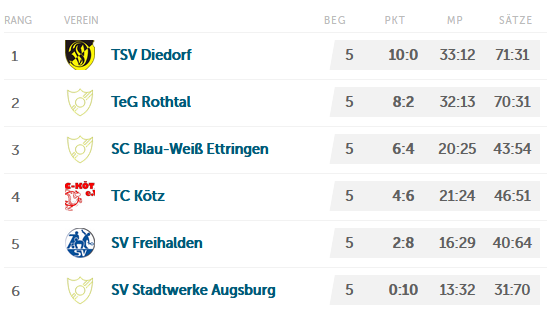 RANG VEREIN BEG PKT MP SÄTZE
1 TSV Diedorf 5 10:0 33:12 71:31
2 TeG Rothtal 5 8:2 32:13 70:31
3 SC Blau-Weiß Ettringen 5 6:4 20:25 43:54
4 C-KÖT e.V TC Kötz 5 4:6 21:24 46:51
5 SV SV Freihalden 5 2:8 16:29 40:64
6 SV Stadtwerke Augsburg 5 0:10 13:32 31:70